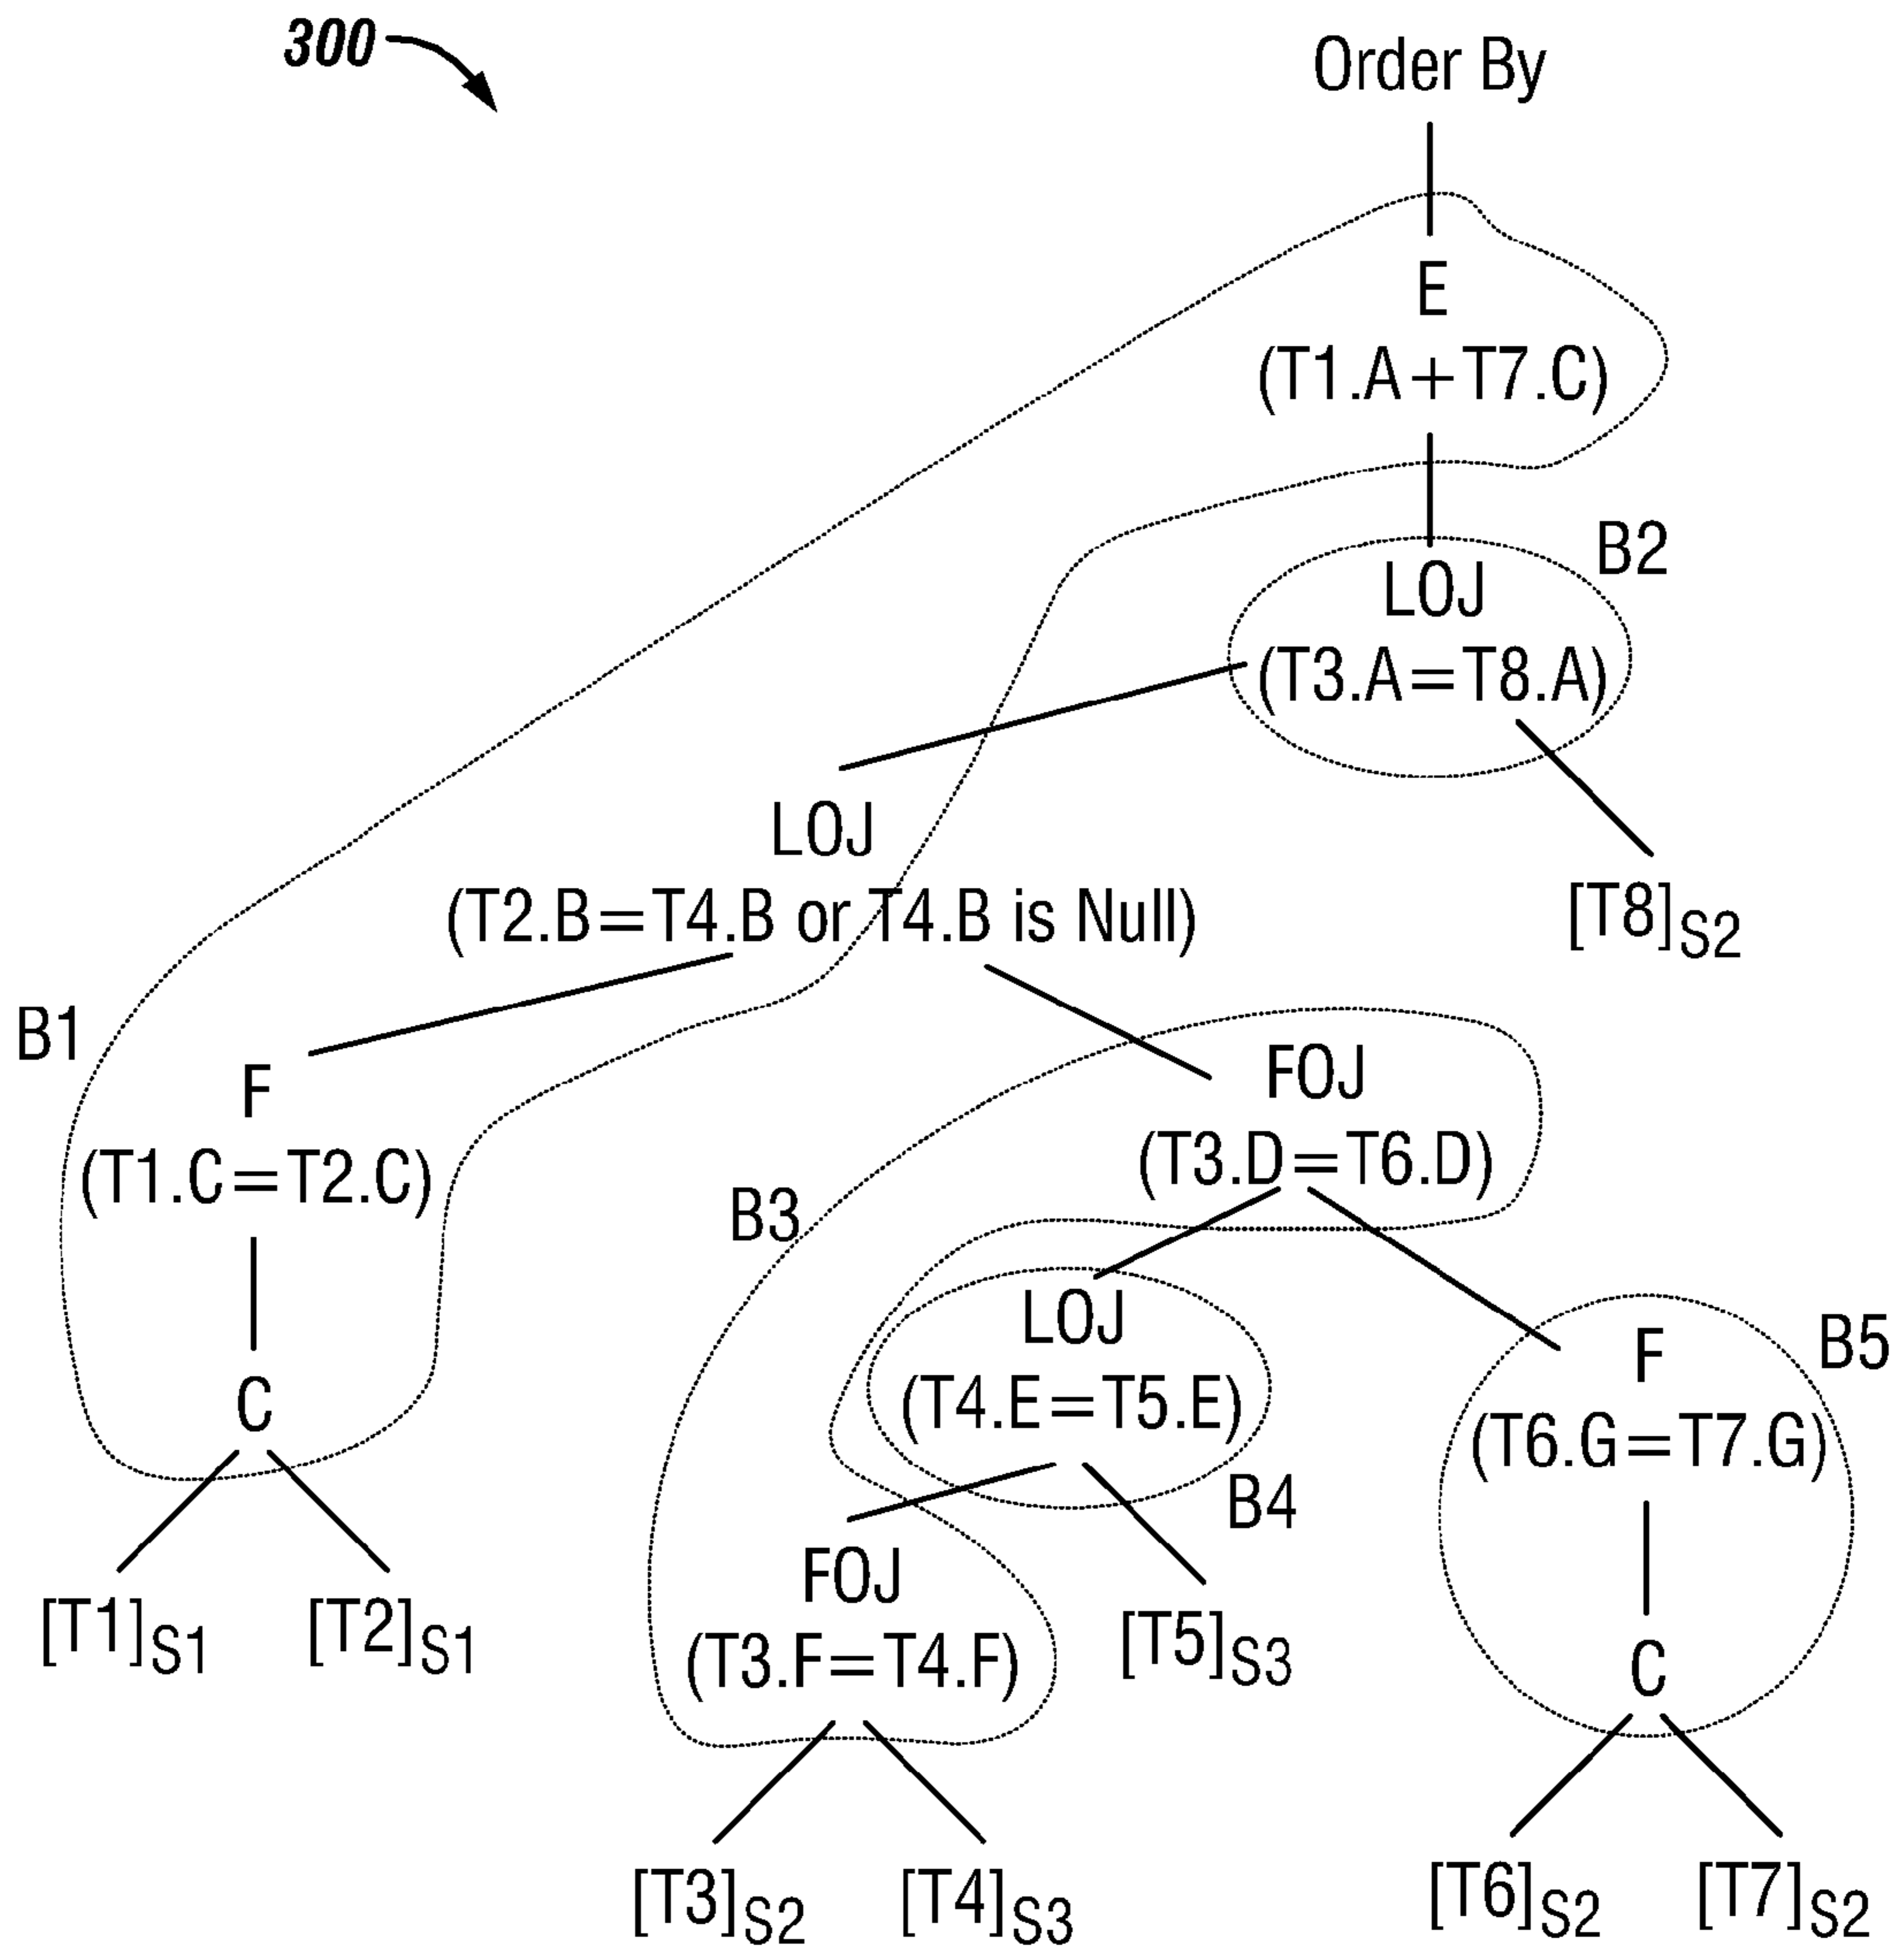 300
Order By
E
(T1.A+T7.C)
B2
LOJ
(T3.A=T8.A)
LOJ
(T2.B=T4.B or T4.B is Null)
[T8]S2
B1
F
(T1.C=T2.C)
FOJ
(T3.D=T6.D)
B3
LOJ
(T4.E=T5.E)
B5
F
(T6.G=T7.G)
C
B4
FOJ
(T3.F=T4.F)
[T1]S1
[T2]S1
[T5]S3
C
[T3]S2
[T4]S3
[T6]S2
[T7]S2